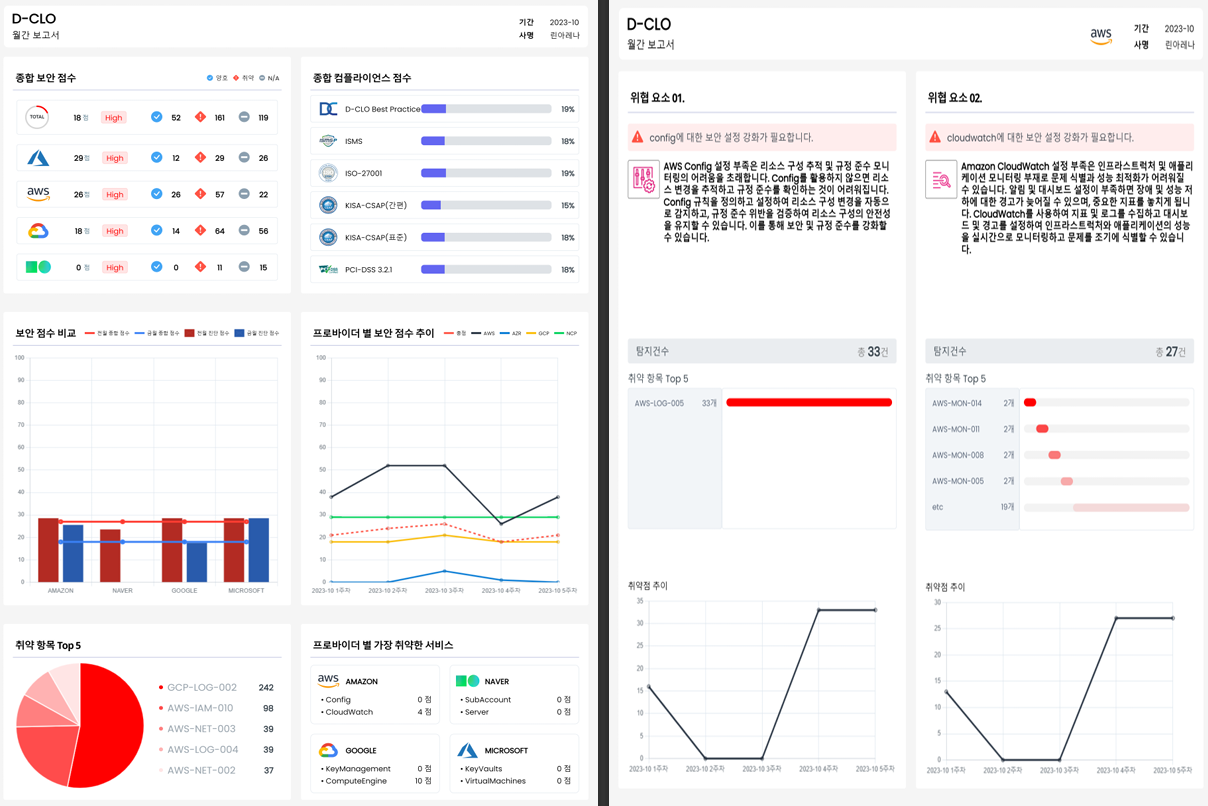 D-CLO
월간 보고서
기간 2023-10
사명 린아레나
종합 보안 점수
양호 취약 N/A
TOTAL 18 점 High 52 161 119
29 점 High 12 29 26
aws 26 점 High 26 57 22
18 점 High 14 64 56
0 점 High 0 11 15
종합 컴플라이언스 점수
D-CLO Best Practice 19%
ISMS 18%
ISO-27001 19%
KISA-CSAP(간편) 15%
KISA-CSAP(표준) 18%
PCI-DSS 3.2.1 18%
보안 점수 비교
전월 종합 점수 금월 종합 점수 전월 진단 점수 금월 진단 점수
100
90
80
70
60
50
40
30
20
10
0
AMAZON NAVER GOOGLE MICROSOFT
프로바이더 별 보안 점수 추이
총점 AWS AZR GCP NCP
100
90
80
70
60
50
40
30
20
10
0
2023-10 1주차 2023-10 2주차 2023-10 3주차 2023-10 4주차 2023-10 5주차
취약 항목 Top 5
GCP-LOG-002 242
AWS-IAM-010 98
AWS-NET-003 39
AWS-LOG-004 39
AWS-NET-002 37
프로바이더 별 가장 취약한 서비스
aws AMAZON
• Config 0 점
• CloudWatch 4 점
NAVER
• SubAccount 0 점
• Server 0 점
GOOGLE
• KeyManagement 0 점
• ComputeEngine 10 점
MICROSOFT
• KeyVaults 0 점
• VirtualMachines 0 점
D-CLO
월간 보고서
aws
기간 2023-10
사명 린아레나
위협 요소 01.
config에 대한 보안 설정 강화가 필요합니다.
AWS Config 설정 부족은 리소스 구성 추적 및 규정 준수 모니
터링의 어려움을 초래합니다. Config를 활용하지 않으면 리소
스 변경을 추적하고 규정 준수를 확인하는 것이 어려워집니다.
Config 규칙을 정의하고 설정하여 리소스 구성 변경을 자동으
로 감지하고, 규정 준수 위반을 검증하여 리소스 구성의 안전성
을 유지할 수 있습니다. 이를 통해 보안 및 규정 준수를 강화할
수 있습니다.
탐지건수 총 33건
취약 항목 Top 5
AWS-LOG-005 33개
취약점 추이
35
30
25
20
15
10
5
0
2023-10 1주차 2023-10 2주차 2023-10 3주차 2023-10 4주차 2023-10 5주차
위협 요소 02.
cloudwatch에 대한 보안 설정 강화가 필요합니다.
Amazon CloudWatch 설정 부족은 인프라스트럭처 및 애플리
케이션 모니터링 부재로 문제 식별과 성능 최적화가 어려워질
수 있습니다. 알림 및 대시보드 설정이 부족하면 장애 및 성능 저
하에 대한 경고가 늦어질 수 있으며, 중요한 지표를 놓치게 됩니
다. CloudWatch를 사용하여 지표 및 로그를 수집하고 대시보
드 및 경고를 설정하여 인프라스트럭처와 애플리케이션의 성능
을 실시간으로 모니터링하고 문제를 조기에 식별할 수 있습니
다.
탐지건수 총 27건
취약 항목 Top 5
AWS-MON-014 2개
AWS-MON-011 2개
AWS-MON-008 2개
AWS-MON-005 2개
etc 19개
취약점 추이
30
25
20
15
10
5
0
2023-10 1주차 2023-10 2주차 2023-10 3주차 2023-10 4주차 2023-10 5주차